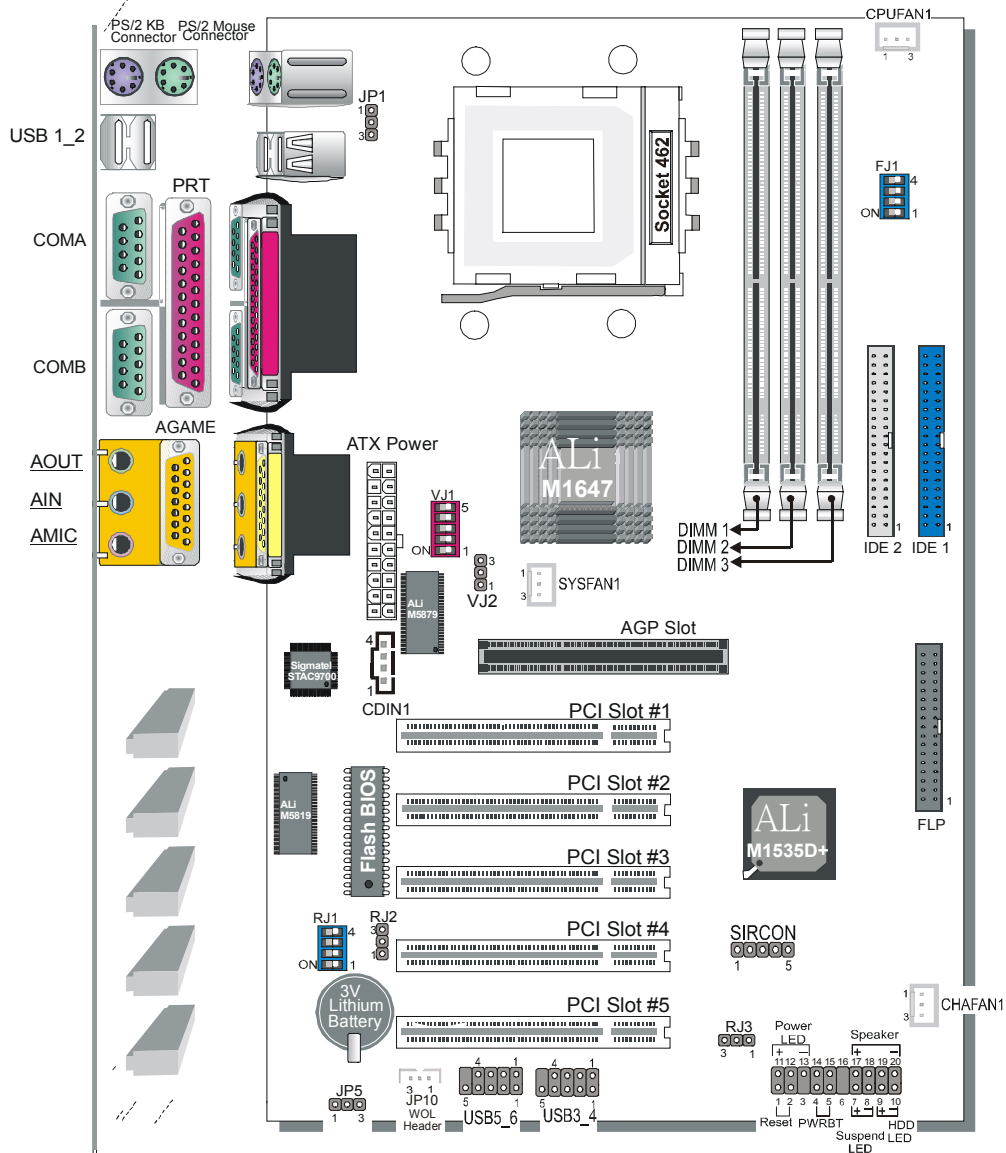 PS/2 KB
Connector
PS/2 Mouse
Connector
CPUFAN1
1 3
JP1
1
3
USB 1_2
PRT
COMA
COMB
Socket 462
FJ1
4
ON 1
AGAME
AOUT
AIN
AMIC
ATX Power
VJ1
5
ON 1
ALi
M1647
DIMM 1
DIMM 2
DIMM 3
1
IDE 2
1
IDE 1
3
1
VJ2
1
3
SYSFAN1
ALi
M5879
AGP Slot
Sigmatel
STAC9700
4
1
CDIN1
PCI Slot #1
PCI Slot #2
PCI Slot #3
PCI Slot #4
PCI Slot #5
ALi
M5819
Flash BIOS
ALi
M1535D+
1
FLP
RJ1
4
ON 1
RJ2
3
1
SIRCON
1 5
3V
Lithium
Battery
1
3
CHAFAN1
RJ3
3 1
Power
LED
+ −
Speaker
+ −
11 12 13 14 15 16 17 18 19 20
1 2 3 4 5 6 7 8 9 10
Reset
PWRBT
+ −
Suspend
LED
+ −
HDD
LED
JP5
1 3
3 1
JP10
WOL
Header
4 1
5 1
USB5_6
4 1
5 1
USB3_4